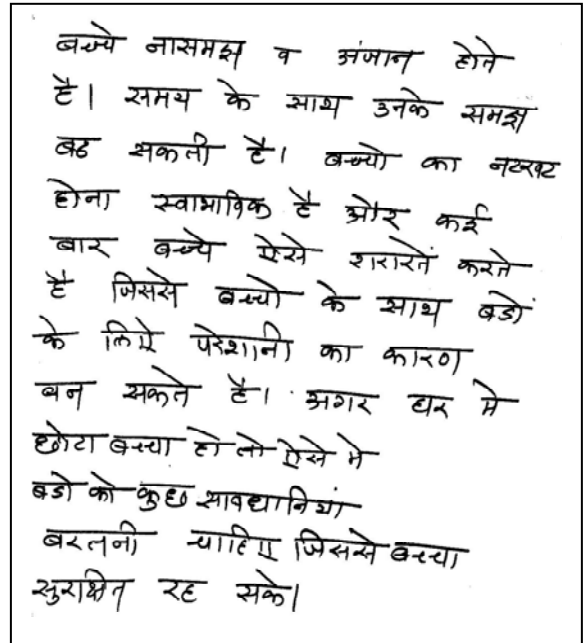 बच्चे नासमझ व अंजान होते
है। समय के साथ उनके समझ
बढ सकती है। बच्चो का नटखट
होना स्वाभाविक है और कई
बार बच्चे ऐसे शरारतें करते
है जिससे बच्चो के साथ बडों
के लिऐ परेशानी का कारण
बन सकते है। अगर घर मे
छोटा बच्चा हो तो ऐसे मे
बडो को कुछ सावधानियां
बरतनी चाहिए जिससे बच्चा
सुरक्षित रह सके।